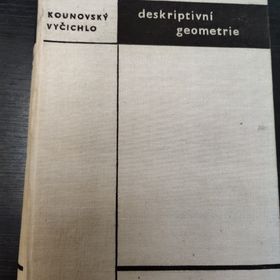 KOUNOVSKÝ
VYČICHLO
deskriptivní
geometrie